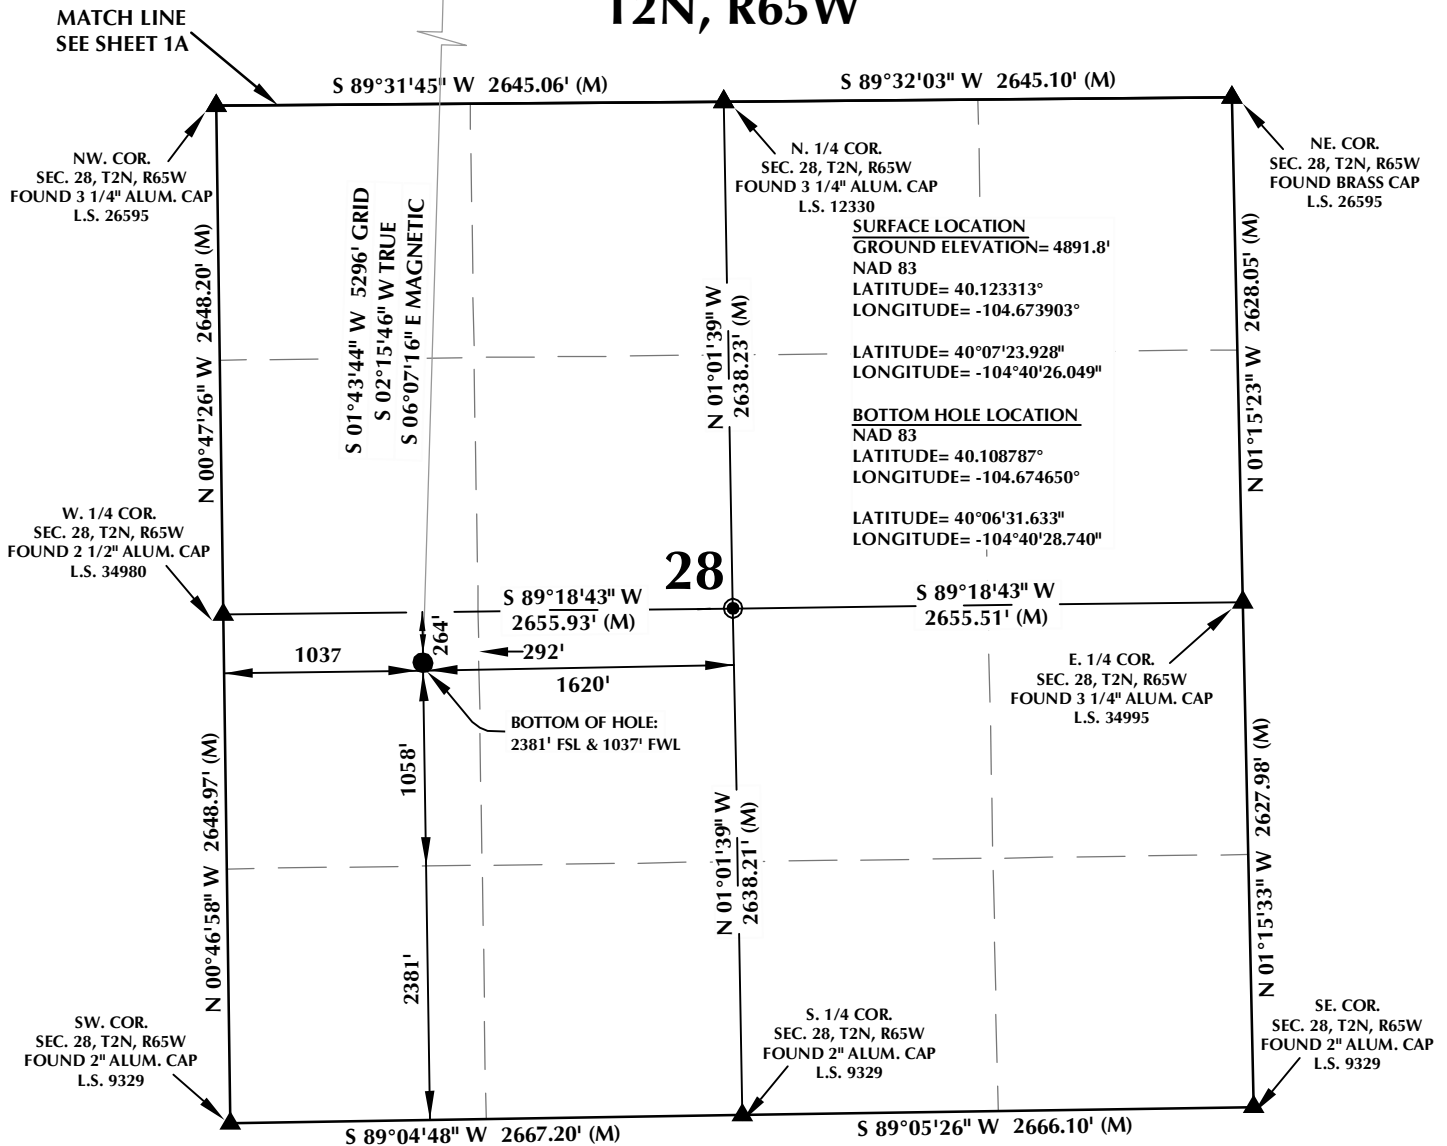 T2N, R65W
MATCH LINE
SEE SHEET 1A
S 89°31'45" W 2645.06' (M)
S 89°32'03" W 2645.10' (M)
NW. COR.
SEC. 28, T2N, R65W
FOUND 3 1/4" ALUM. CAP
L.S. 26595
N. 1/4 COR.
SEC. 28, T2N, R65W
FOUND 3 1/4" ALUM. CAP
L.S. 12330
NE. COR.
SEC. 28, T2N, R65W
FOUND BRASS CAP
L.S. 26595
SURFACE LOCATION
GROUND ELEVATION= 4891.8'
NAD 83
LATITUDE= 40.123313°
LONGITUDE= -104.673903°
LATITUDE= 40°07'23.928"
LONGITUDE= -104°40'26.049"
BOTTOM HOLE LOCATION
NAD 83
LATITUDE= 40.108787°
LONGITUDE= -104.674650°
LATITUDE= 40°06'31.633"
LONGITUDE= -104°40'28.740"
N 00°47'26" W 2648.20' (M)
S 01°43'44" W 5296' GRID
S 02°15'46" W TRUE
S 06°07'16" E MAGNETIC
N 01°01'39" W
2638.23' (M)
N 01°15'23" W 2628.05' (M)
W. 1/4 COR.
SEC. 28, T2N, R65W
FOUND 2 1/2" ALUM. CAP
L.S. 34980
28
S 89°18'43" W
2655.93' (M)
S 89°18'43" W
2655.51' (M)
264'
292'
1037
1620'
E. 1/4 COR.
SEC. 28, T2N, R65W
FOUND 3 1/4" ALUM. CAP
L.S. 34995
BOTTOM OF HOLE:
2381' FSL & 1037' FWL
1058'
2381'
N 00°46'58" W 2648.97' (M)
N 01°01'39" W
2638.21' (M)
N 01°15'33" W 2627.98' (M)
SW. COR.
SEC. 28, T2N, R65W
FOUND 2" ALUM. CAP
L.S. 9329
S. 1/4 COR.
SEC. 28, T2N, R65W
FOUND 2" ALUM. CAP
L.S. 9329
SE. COR.
SEC. 28, T2N, R65W
FOUND 2" ALUM. CAP
L.S. 9329
S 89°04'48" W 2667.20' (M)
S 89°05'26" W 2666.10' (M)